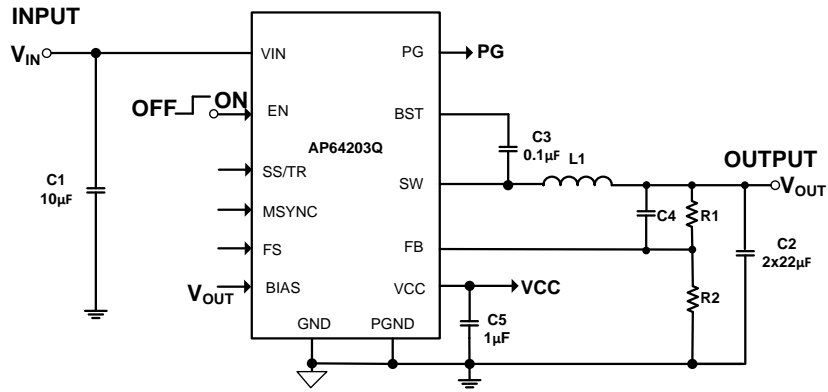 INPUT
VIN
OFF
ON
VIN
EN
SS/TR
MSYNC
FS
BIAS
VOUT
GND
PGND
AP64203Q
PG
BST
SW
FB
VCC
PG
VCC
C1
10µF
C3
0.1µF
L1
C4
R1
R2
C5
1µF
OUTPUT
VOUT
C2
2x22µF